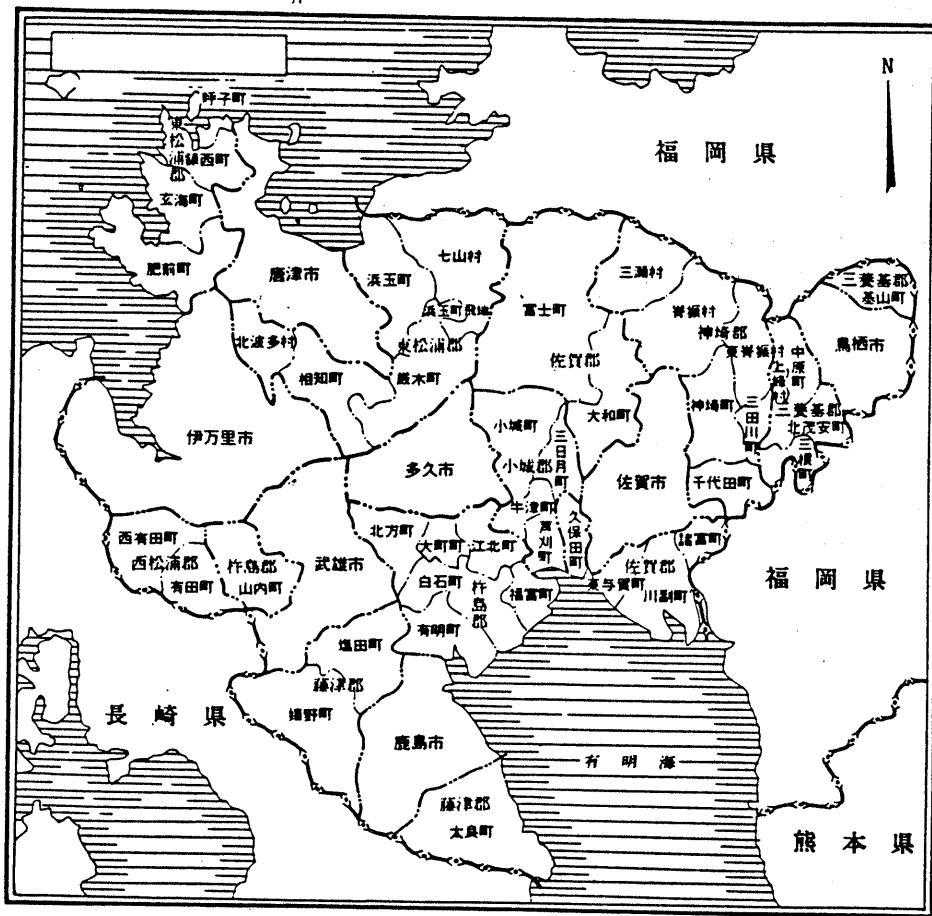 N
呼子町
東松浦郡
鎮西町
玄海町
肥前町
唐津市
浜玉町
七山村
浜玉町飛地
東松浦郡
厳木町
北波多村
相知町
伊万里市
福岡県
三瀬村
富士町
佐賀郡
大和町
脊振村
神埼郡
東脊振村
神埼町
三田川町
上峰村
中原町
三養基郡
基山町
鳥栖市
三養基郡
北茂安町
三根町
千代田町
小城町
小城郡
三日月町
牛津町
芦刈町
久保田町
佐賀市
多久市
諸富町
佐賀郡
東与賀町
川副町
福岡県
西有田町
西松浦郡
有田町
杵島郡
山内町
武雄市
北方町
大町町
江北町
白石町
杵島郡
福富町
有明町
塩田町
藤津郡
嬉野町
鹿島市
藤津郡
太良町
長崎県
有明海
熊本県